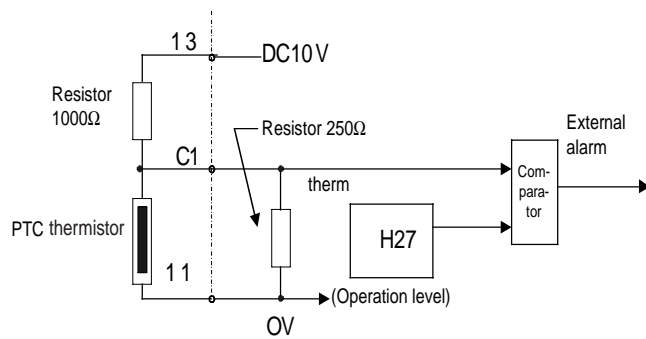 13
DC10V
Resistor
1000Ω
Resistor 250Ω
C1
therm
External
alarm
Com-
para-
tor
PTC thermistor
H27
11
(Operation level)
OV